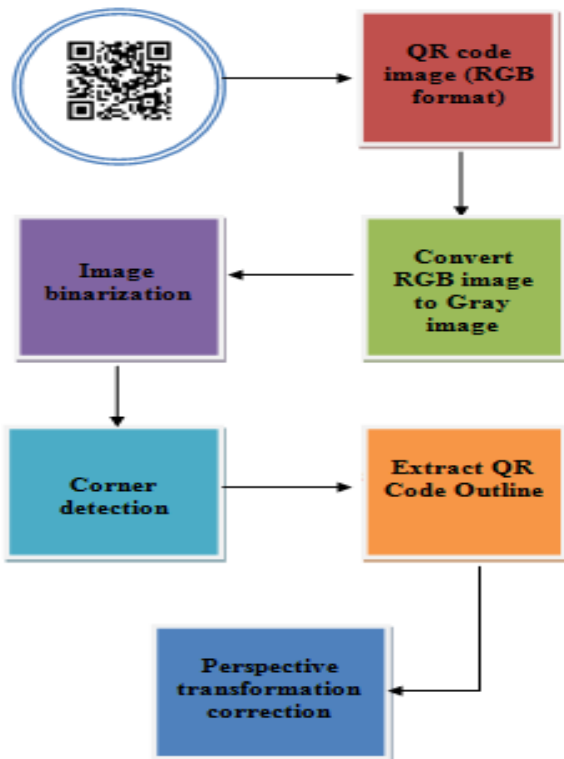 QR code
image (RGB
format)
Convert
RGB image
to Gray
image
Image
binarization
Corner
detection
Extract QR
Code Outline
Perspective
transformation
correction